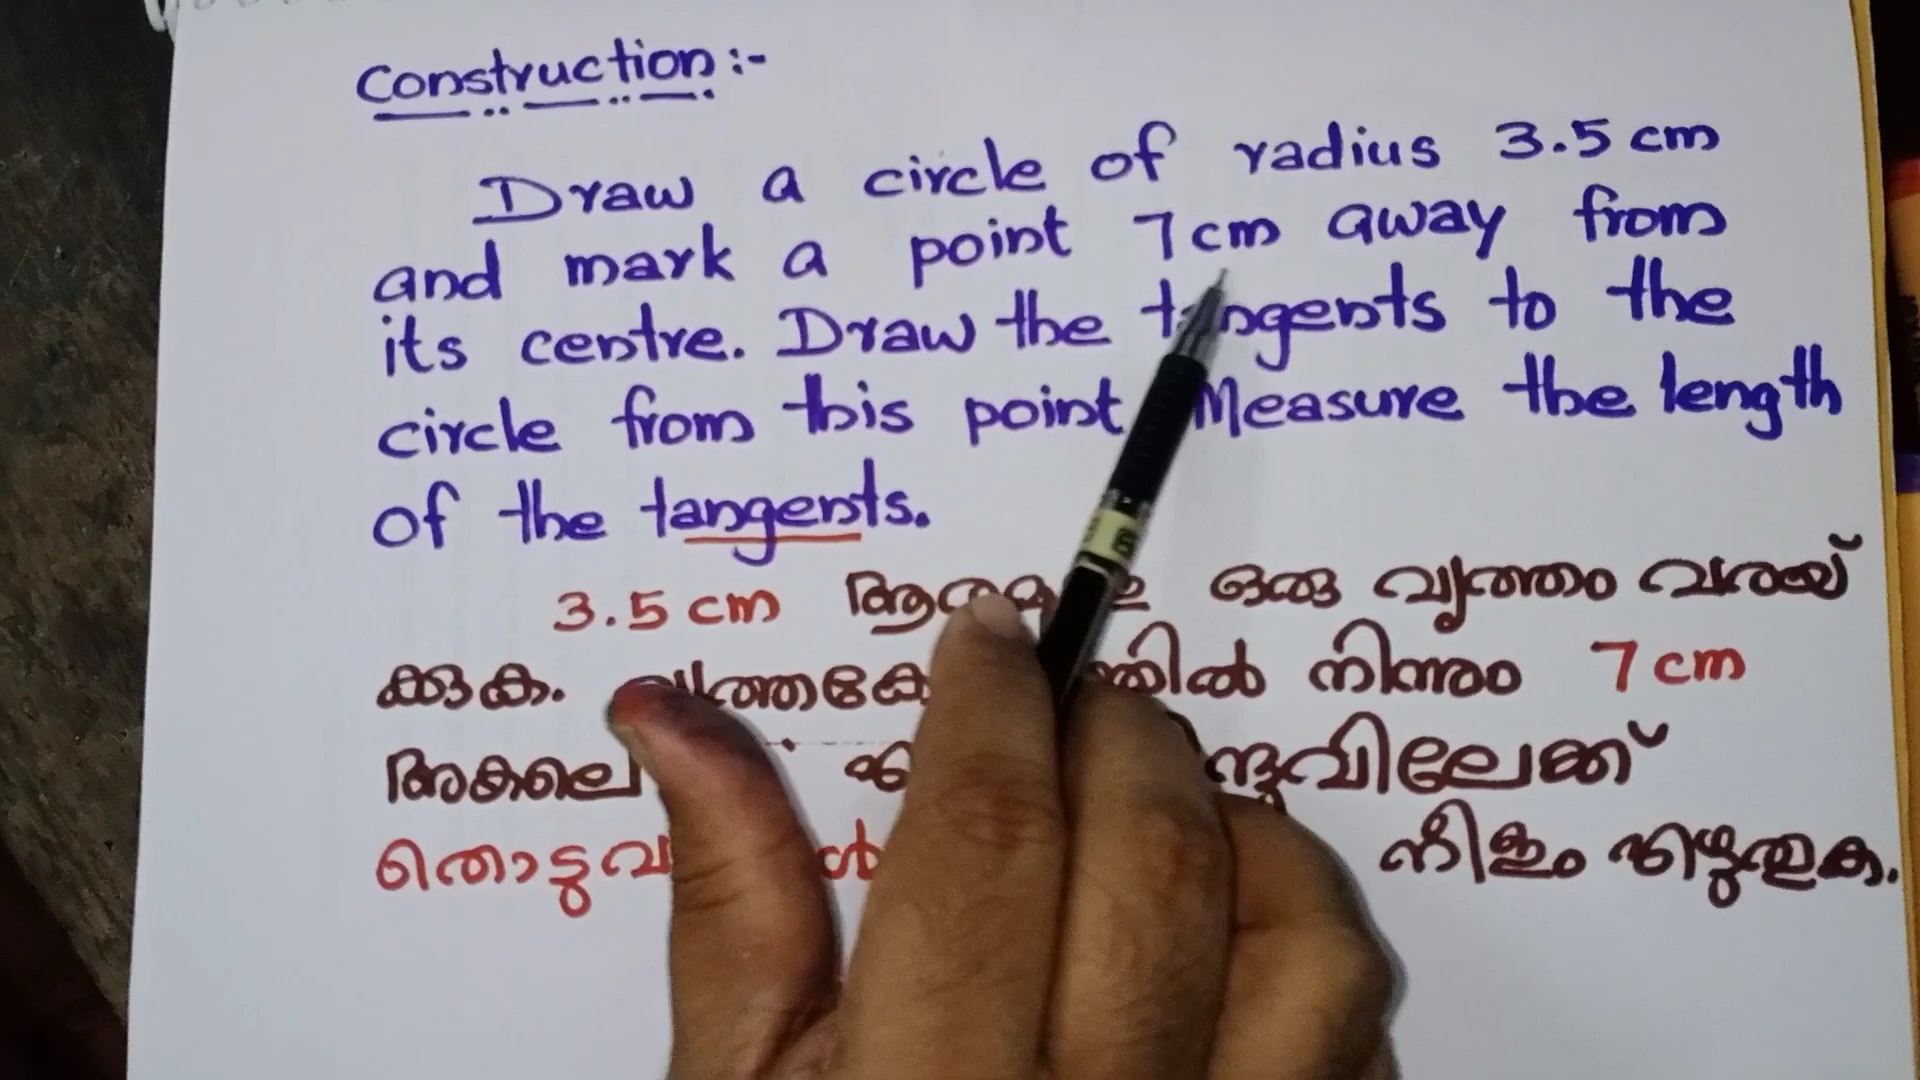 Construction:-
Draw a circle of radius 3.5 cm
and mark a point 7cm away from
its centre. Draw the tangents to the
circle from this point Measure the length
of the tangents.
3.5 cm ഒരു വൃത്തം വരയ്
ക്കുക. നിന്നും 7 cm
അകലെ
നീളം എഴുതുക.